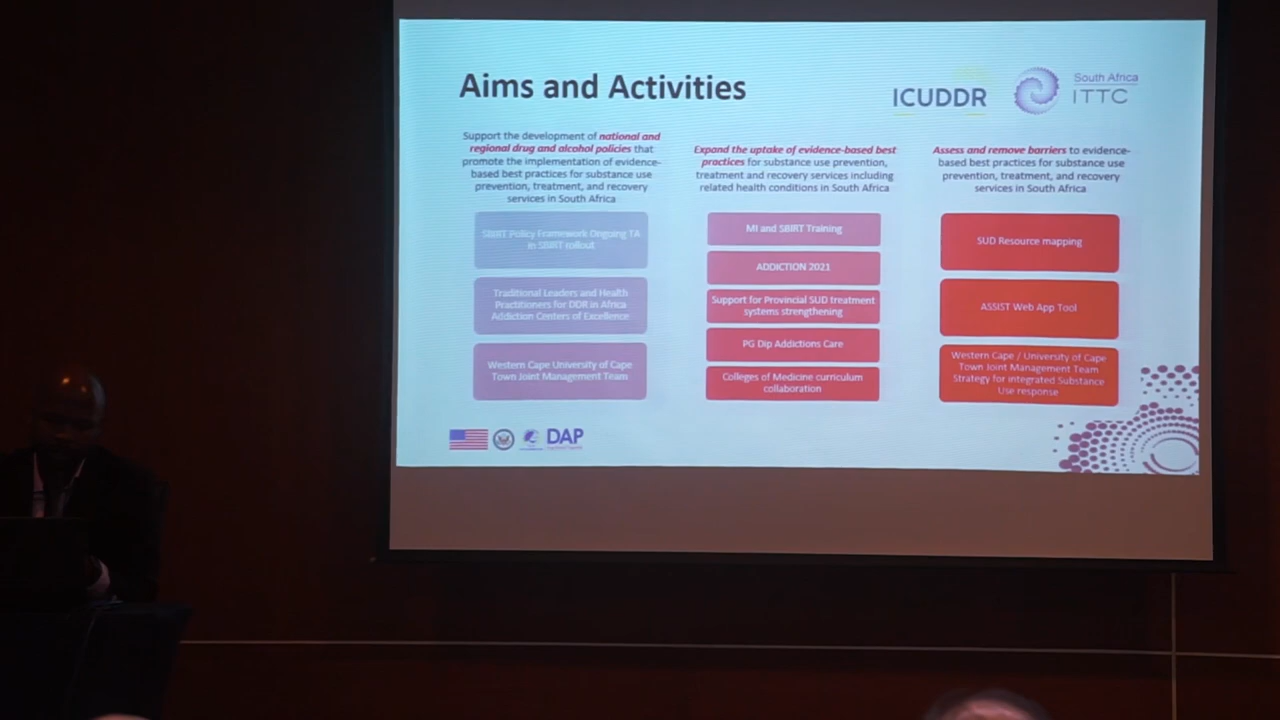 Aims and Activities
ICUDDR
South Africa
ITTC
Support the development of national and
regional drug and alcohol policies that
promote the implementation of evidence-
based best practices for substance use
prevention, treatment, and recovery
services in South Africa
SBIRT Policy Framework Ongoing TA
in SBIRT rollout
Traditional Leaders and Health
Practitioners for DDR in Africa
Addiction Centers of Excellence
Western Cape University of Cape
Town Joint Management Team
Expand the uptake of evidence-based best
practices for substance use prevention,
treatment and recovery services including
related health conditions in South Africa
MI and SBIRT Training
ADDICTION 2021
Support for Provincial SUD treatment
systems strengthening
PG Dip Addictions Care
Colleges of Medicine curriculum
collaboration
Assess and remove barriers to evidence-
based best practices for substance use
prevention, treatment, and recovery
services in South Africa
SUD Resource mapping
ASSIST Web App Tool
Western Cape / University of Cape
Town Joint Management Team
Strategy for integrated Substance
Use response
DAP